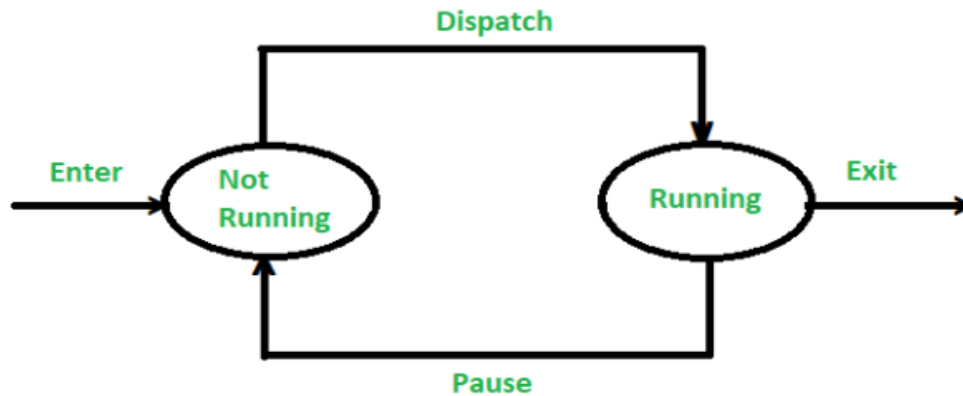 Dispatch
Enter
Not
Running
Running
Exit
Pause